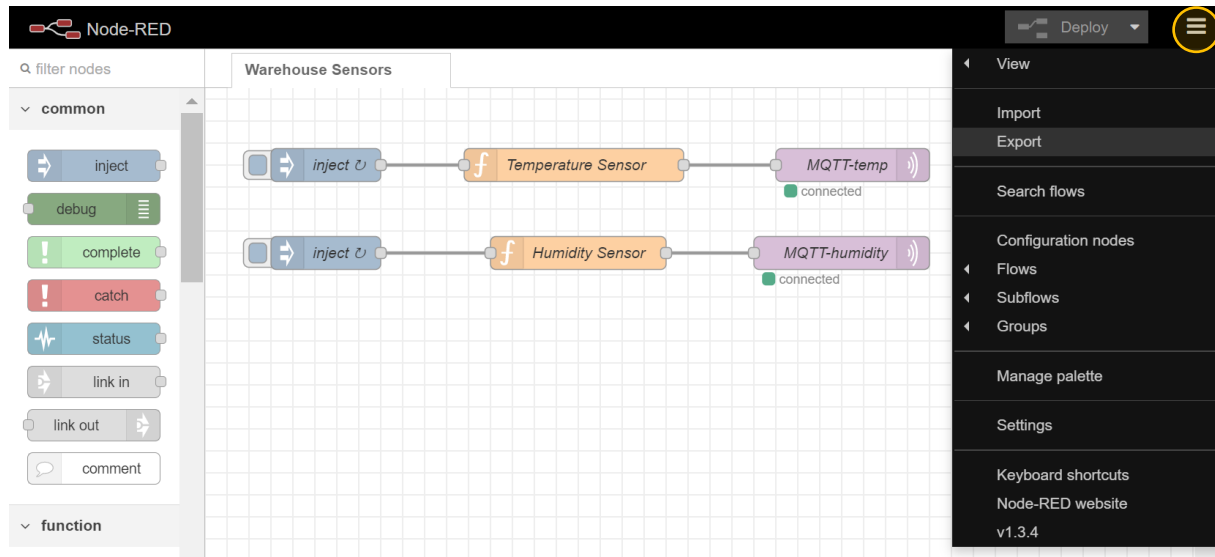 Node-RED
Deploy
filter nodes
Warehouse Sensors
common
inject
debug
complete
catch
status
link in
link out
comment
function
inject ↻
Temperature Sensor
MQTT-temp
connected
inject ↻
Humidity Sensor
MQTT-humidity
connected
View
Import
Export
Search flows
Configuration nodes
Flows
Subflows
Groups
Manage palette
Settings
Keyboard shortcuts
Node-RED website
v1.3.4